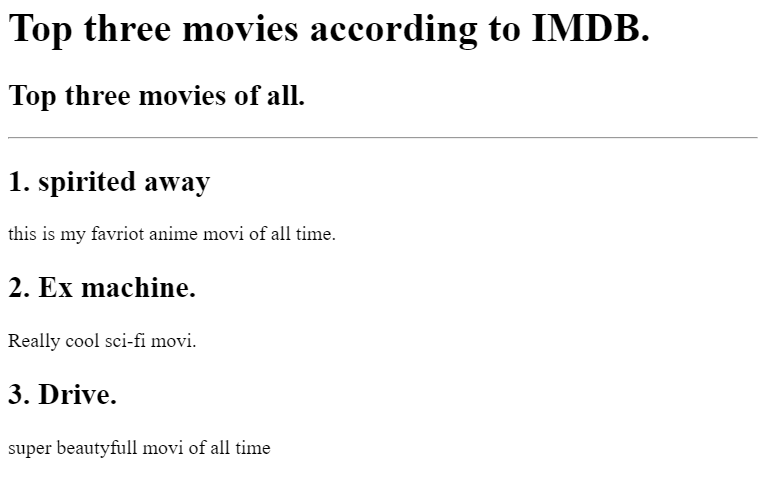 Top three movies according to IMDB.
Top three movies of all.
1. spirited away
this is my favriot anime movi of all time.
2. Ex machine.
Really cool sci-fi movi.
3. Drive.
super beautyfull movi of all time